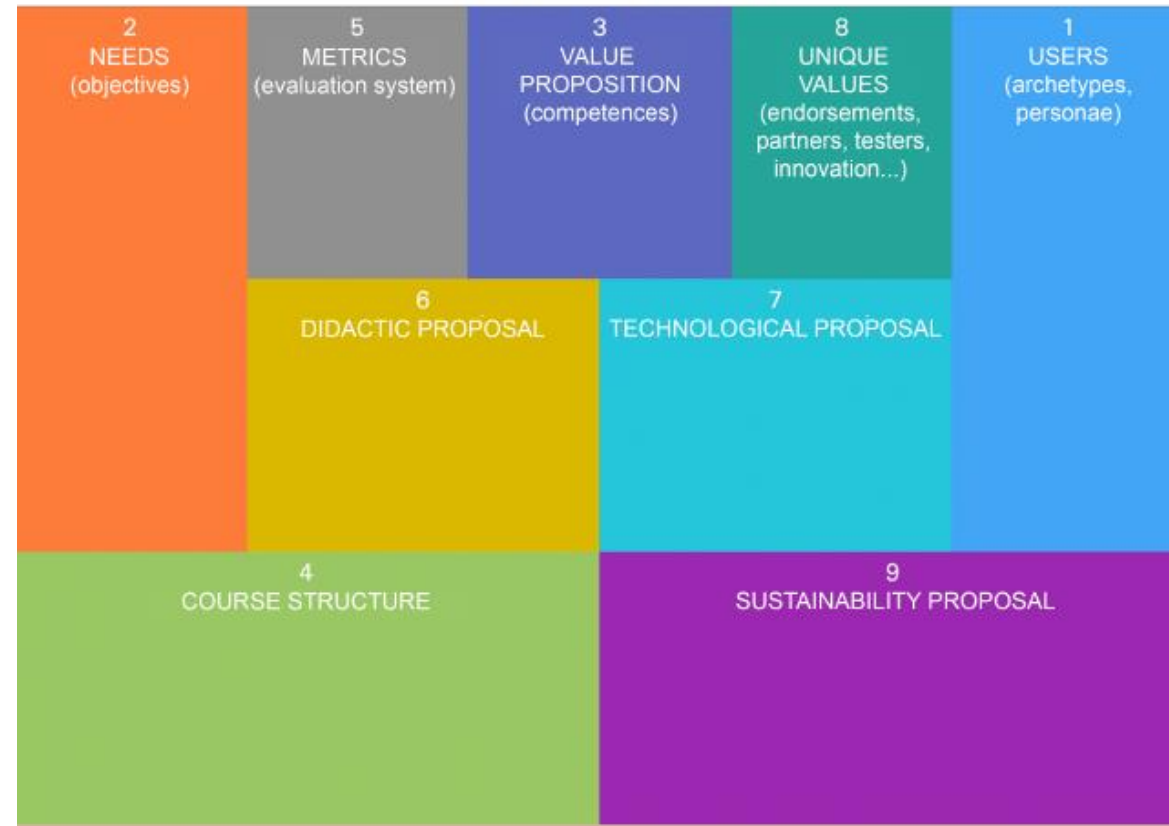 2
NEEDS
(objectives)
5
METRICS
(evaluation system)
3
VALUE
PROPOSITION
(competences)
8
UNIQUE
VALUES
(endorsements,
partners, testers,
innovation...)
1
USERS
(archetypes,
personae)
6
DIDACTIC PROPOSAL
7
TECHNOLOGICAL PROPOSAL
4
COURSE STRUCTURE
9
SUSTAINABILITY PROPOSAL